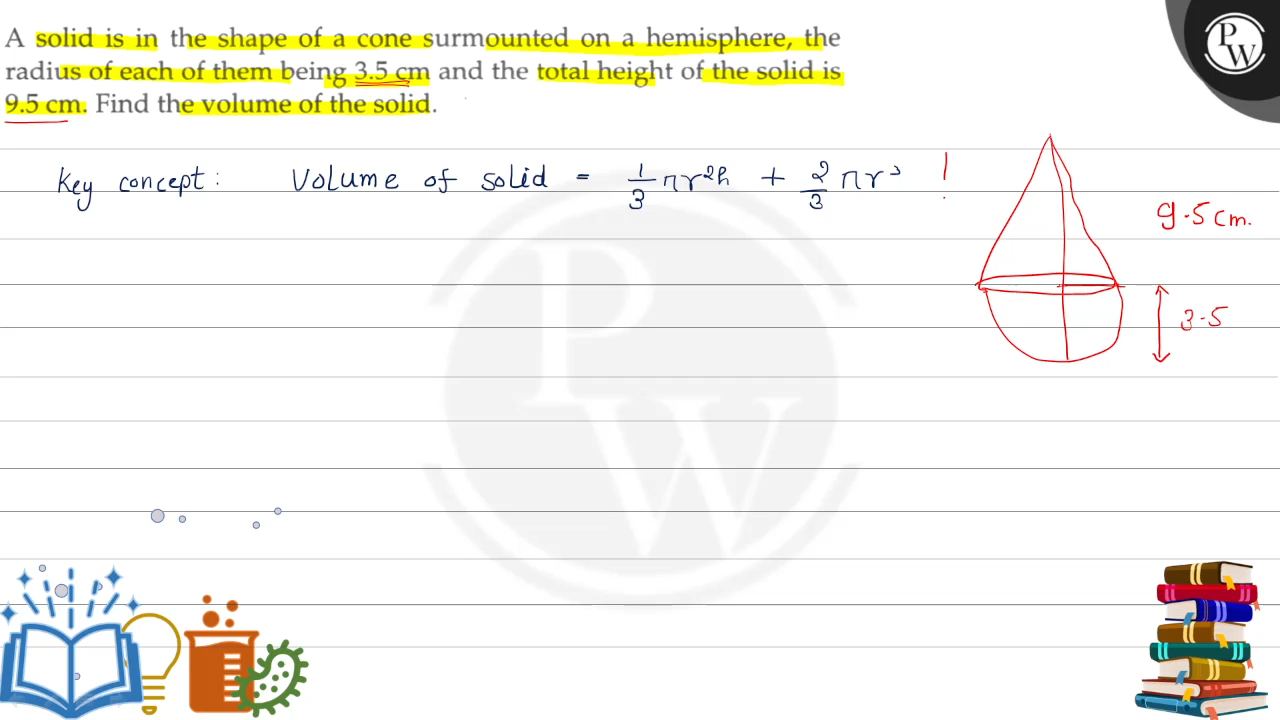 A solid is in the shape of a cone surmounted on a hemisphere, the
radius of each of them being 3.5 cm and the total height of the solid is
9.5 cm. Find the volume of the solid.
PW
Key concept: Volume of solid = 1/3 πr²h + 2/3 πr³ !
9.5 cm.
3.5
PW